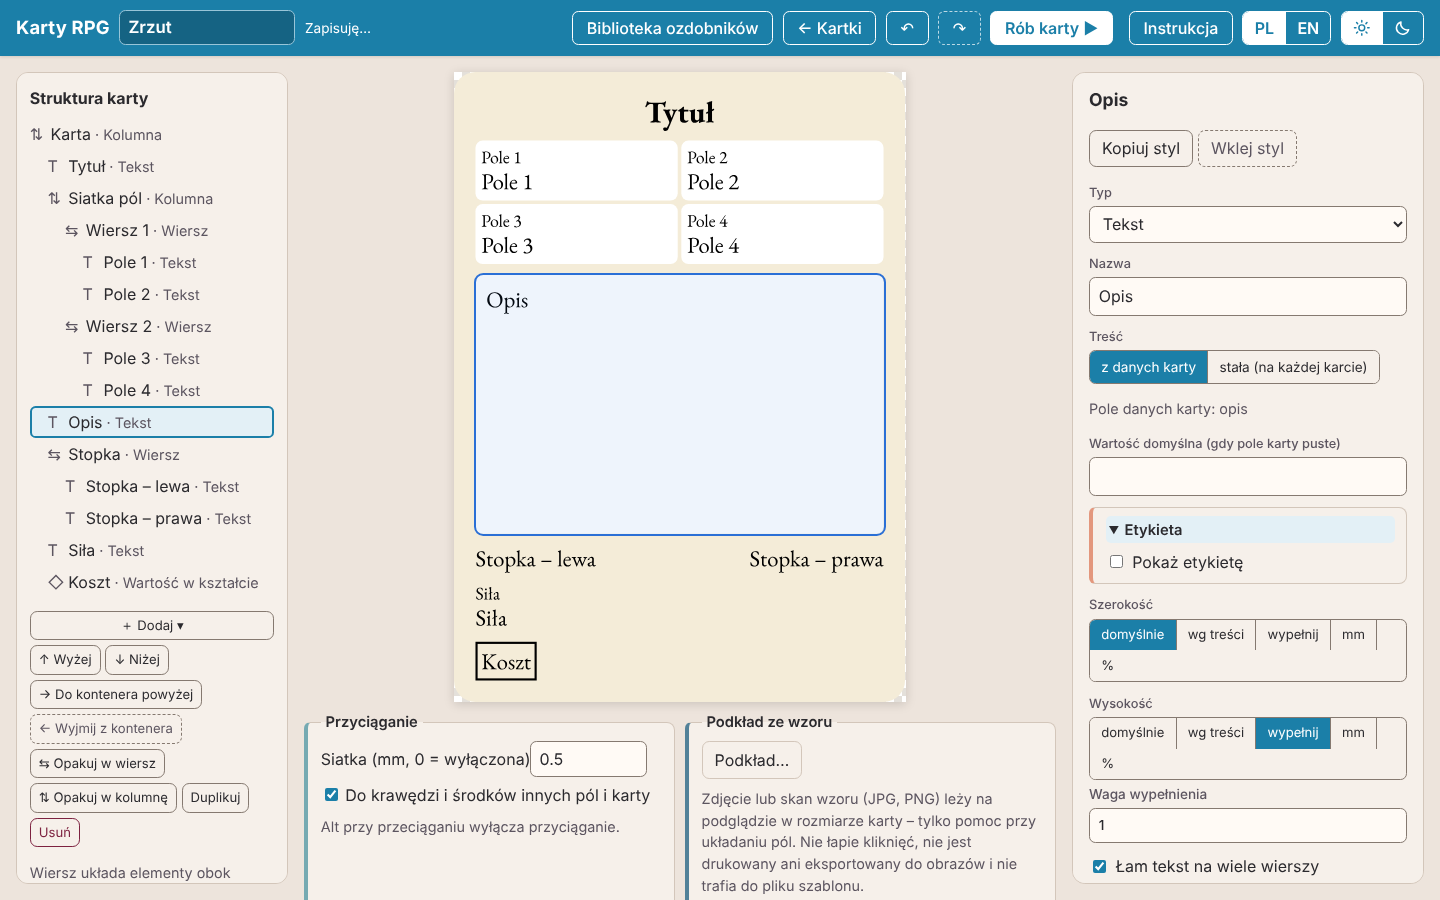 Karty RPG
Zrzut
Zapisuję...
Biblioteka ozdobników
← Kartki
↶
↷
Rób karty ▶
Instrukcja
PL
EN
Struktura karty
⇅ Karta · Kolumna
T Tytuł · Tekst
⇅ Siatka pól · Kolumna
⇆ Wiersz 1 · Wiersz
T Pole 1 · Tekst
T Pole 2 · Tekst
⇆ Wiersz 2 · Wiersz
T Pole 3 · Tekst
T Pole 4 · Tekst
T Opis · Tekst
⇆ Stopka · Wiersz
T Stopka – lewa · Tekst
T Stopka – prawa · Tekst
T Siła · Tekst
◇ Koszt · Wartość w kształcie
+ Dodaj ▾
↑ Wyżej
↓ Niżej
→ Do kontenera powyżej
← Wyjmij z kontenera
⇆ Opakuj w wiersz
⇅ Opakuj w kolumnę
Duplikuj
Usuń
Wiersz układa elementy obok
Tytuł
Pole 1
Pole 1
Pole 2
Pole 2
Pole 3
Pole 3
Pole 4
Pole 4
Opis
Stopka – lewa
Stopka – prawa
Siła
Siła
Koszt
Przyciąganie
Siatka (mm, 0 = wyłączona)
0.5
Do krawędzi i środków innych pól i karty
Alt przy przeciąganiu wyłącza przyciąganie.
Podkład ze wzoru
Podkład...
Zdjęcie lub skan wzoru (JPG, PNG) leży na
podglądzie w rozmiarze karty – tylko pomoc przy
układaniu pól. Nie łapie kliknięć, nie jest
drukowany ani eksportowany do obrazów i nie
trafia do pliku szablonu.
Opis
Kopiuj styl
Wklej styl
Typ
Tekst
Nazwa
Opis
Treść
z danych karty
stała (na każdej karcie)
Pole danych karty: opis
Wartość domyślna (gdy pole karty puste)
▼ Etykieta
Pokaż etykietę
Szerokość
domyślnie
wg treści
wypełnij
mm
%
Wysokość
domyślnie
wg treści
wypełnij
mm
%
Waga wypełnienia
1
Łam tekst na wiele wierszy